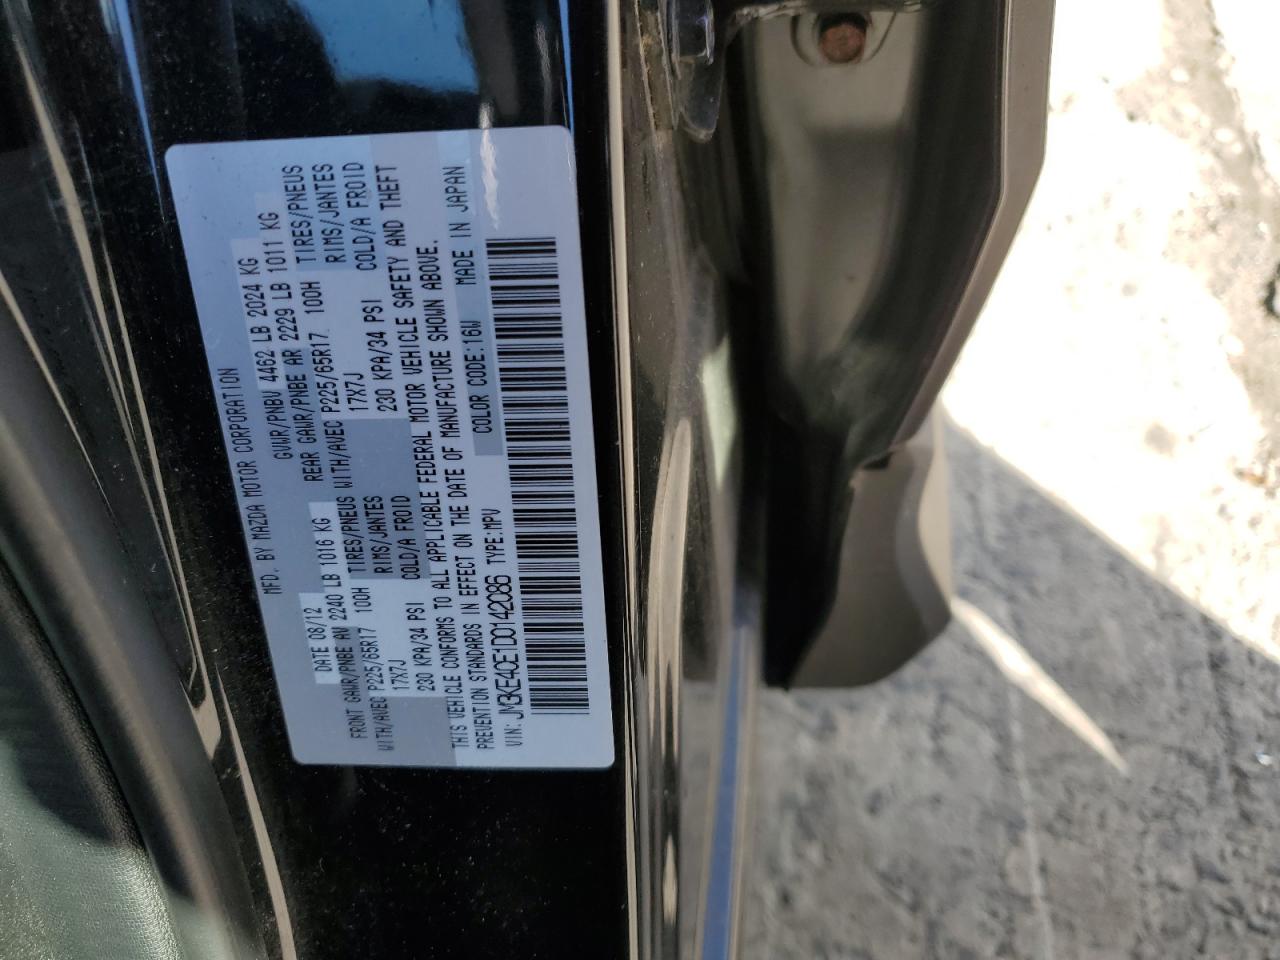 MFD. BY MAZDA MOTOR CORPORATION
DATE 08/12 GVWR/PNBV 4462 LB 2024 KG
FRONT GAWR/PNBE AV 2240 LB 1016 KG REAR GAWR/PNBE AR 2229 LB 1011 KG
WITH/AVEC P225/65R17 100H TIRES/PNEUS WITH/AVEC P225/65R17 100H TIRES/PNEUS
17X7J RIMS/JANTES 17X7J RIMS/JANTES
230 KPA/34 PSI COLD/A FROID 230 KPA/34 PSI COLD/A FROID
THIS VEHICLE CONFORMS TO ALL APPLICABLE FEDERAL MOTOR VEHICLE SAFETY AND THEFT
PREVENTION STANDARDS IN EFFECT ON THE DATE OF MANUFACTURE SHOWN ABOVE.
VIN: JM3KE4CE1D0142086 TYPE:MPV COLOR CODE:16W MADE IN JAPAN